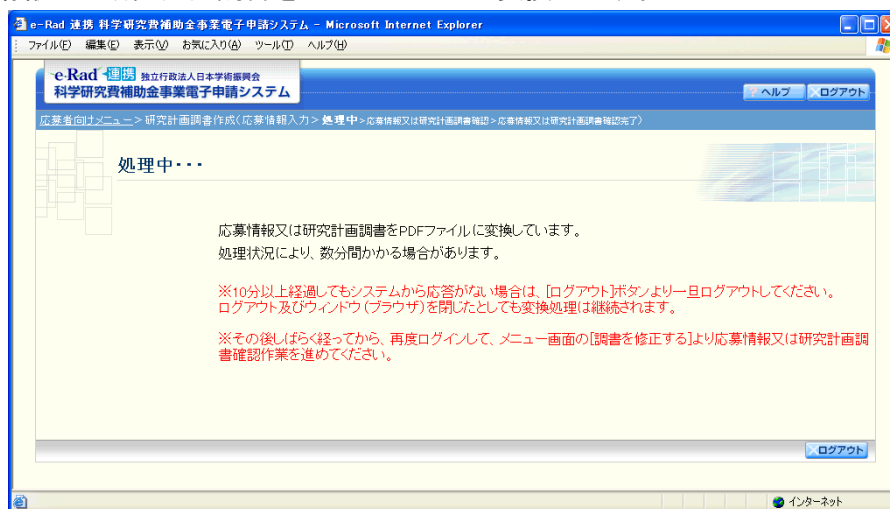 e-Rad 連携 科学研究費補助金事業電子申請システム - Microsoft Internet Explorer
ファイル(F) 編集(E) 表示(V) お気に入り(A) ツール(T) ヘルプ(H)
e-Rad 連携 独立行政法人日本学術振興会
科学研究費補助金事業電子申請システム
? ヘルプ ログアウト
応募者向けメニュー>研究計画調書作成(応募情報入力>処理中>応募情報又は研究計画調書確認>応募情報又は研究計画調書確認完了)
処理中・・・
応募情報又は研究計画調書をPDFファイルに変換しています。
処理状況により、数分間かかる場合があります。
※10分以上経過してもシステムから応答がない場合は、[ログアウト]ボタンより一旦ログアウトしてください。
ログアウト及びウィンドウ(ブラウザ)を閉じたとしても変換処理は継続されます。
※その後しばらく経ってから、再度ログインして、メニュー画面の[調書を修正する]より応募情報又は研究計画調
書確認作業を進めてください。
ログアウト
インターネット